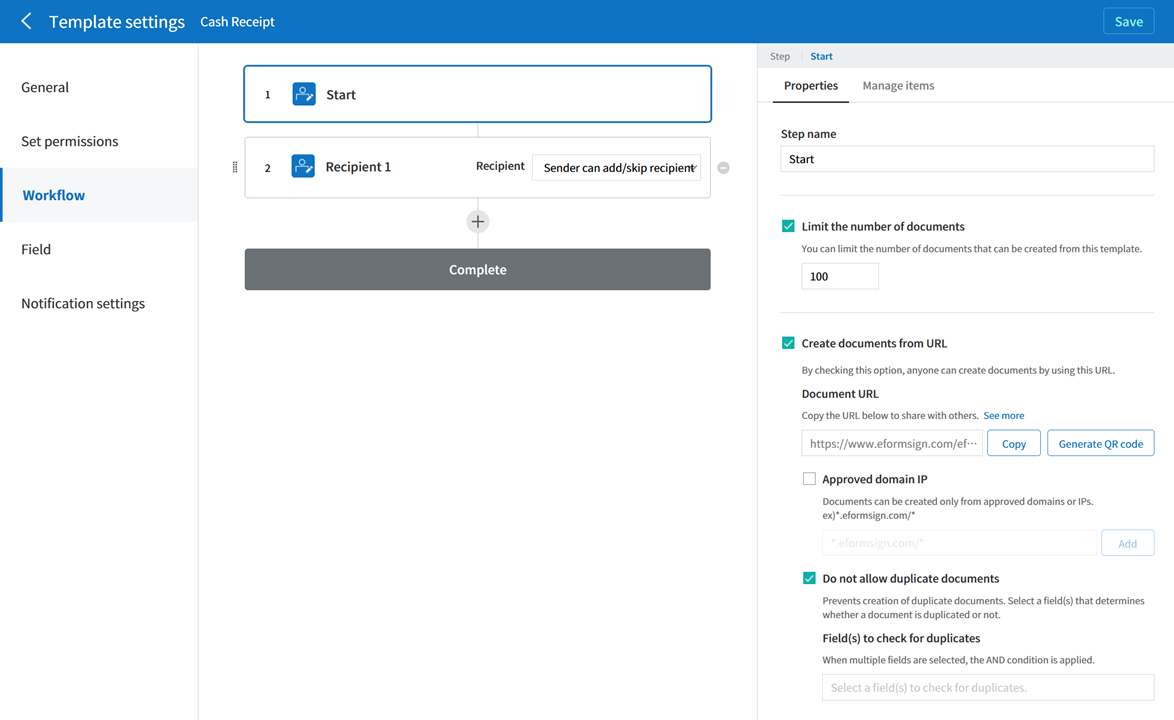 Template settings Cash Receipt Save
General
Set permissions
Workflow
Field
Notification settings
1 Start
2 Recipient 1 Recipient Sender can add/skip recipient
Complete
Step Start
Properties Manage items
Step name
Start
Limit the number of documents
You can limit the number of documents that can be created from this template.
100
Create documents from URL
By checking this option, anyone can create documents by using this URL.
Document URL
Copy the URL below to share with others. See more
https://www.eformsign.com/ef··· Copy Generate QR code
Approved domain IP
Documents can be created only from approved domains or IPs.
ex)*.eformsign.com/*
*.eformsign.com/* Add
Do not allow duplicate documents
Prevents creation of duplicate documents. Select a field(s) that determines
whether a document is duplicated or not.
Field(s) to check for duplicates
When multiple fields are selected, the AND condition is applied.
Select a field(s) to check for duplicates.